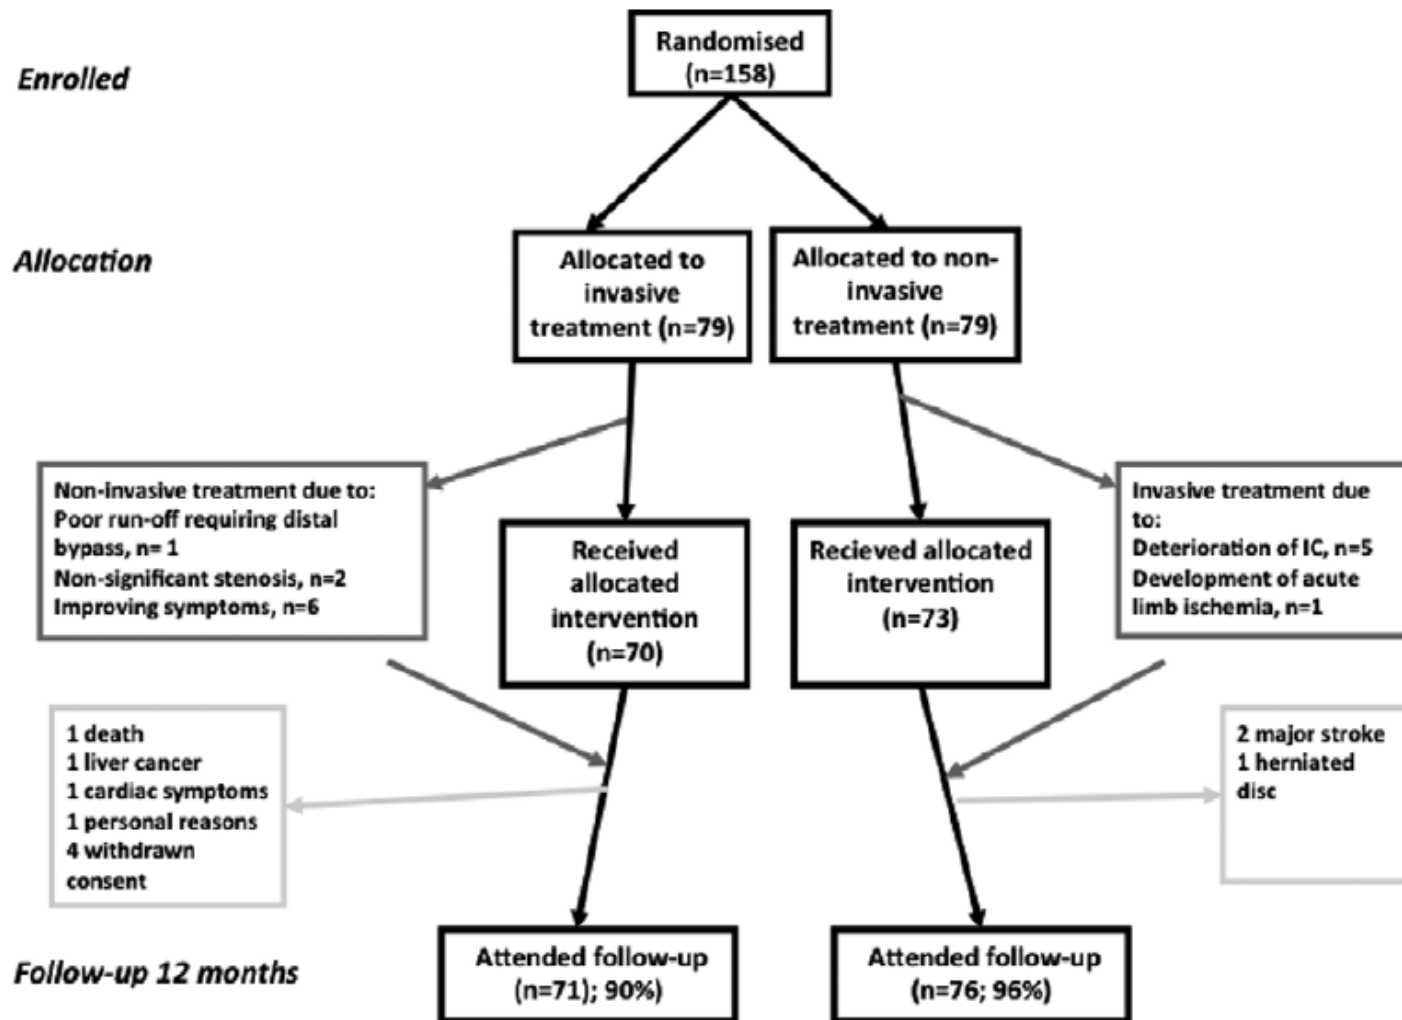 Randomised
(n=158)
Enrolled
Allocation
Allocated to
invasive
treatment (n=79)
Allocated to non-
invasive
treatment (n=79)
Non-invasive treatment due to:
Poor run-off requiring distal
bypass, n= 1
Non-significant stenosis, n=2
Improving symptoms, n=6
Received
allocated
intervention
(n=70)
Recieved allocated
intervention
(n=73)
Invasive treatment due
to:
Deterioration of IC, n=5
Development of acute
limb ischemia, n=1
1 death
1 liver cancer
1 cardiac symptoms
1 personal reasons
4 withdrawn
consent
2 major stroke
1 herniated
disc
Follow-up 12 months
Attended follow-up
(n=71); 90%)
Attended follow-up
(n=76; 96%)